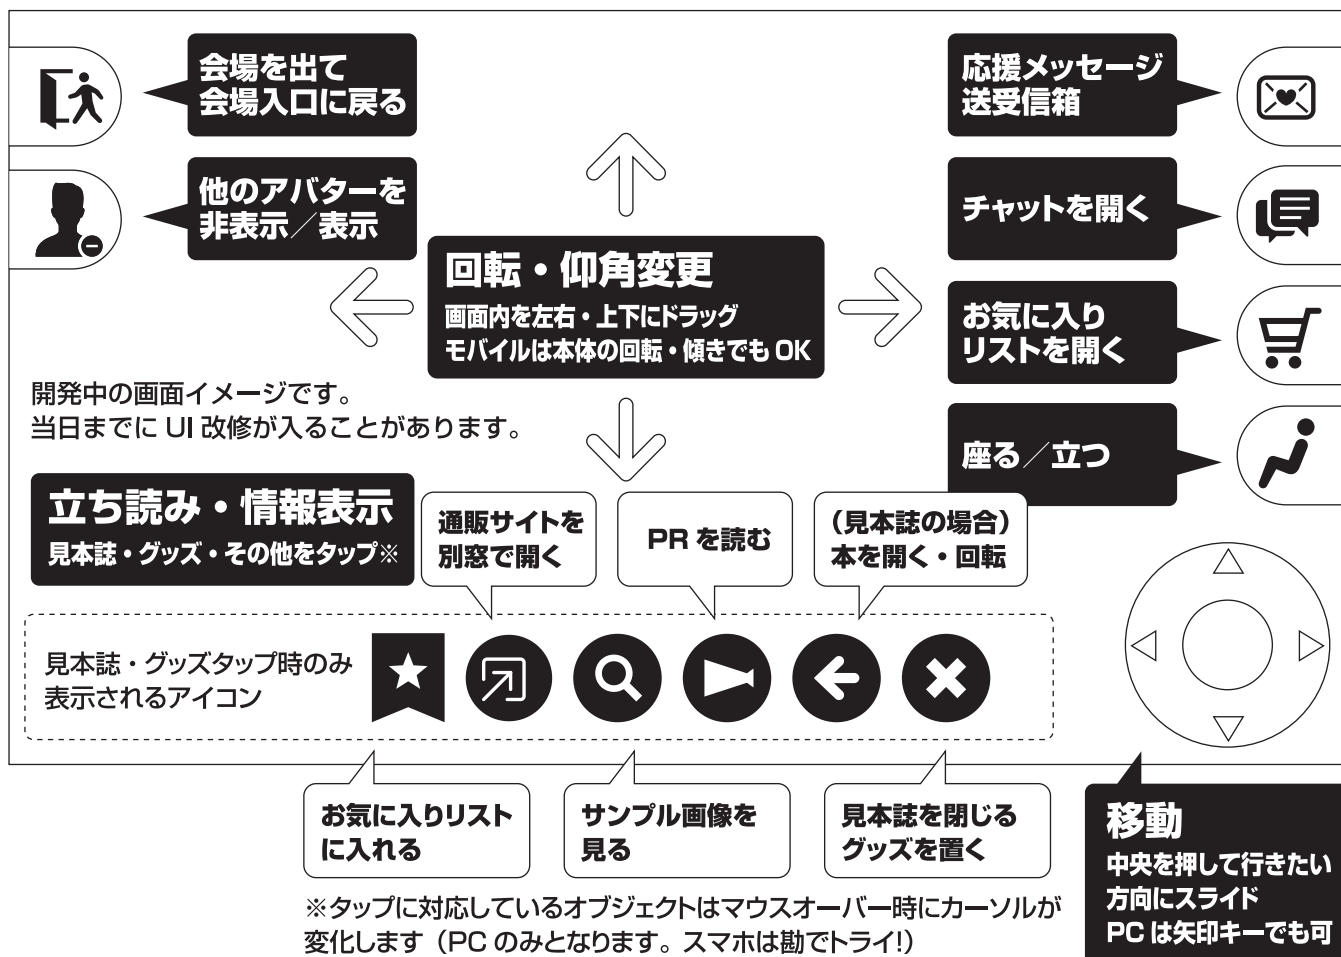 会場を出て
会場入口に戻る
他のアバターを
非表示／表示
応援メッセージ
送受信箱
チャットを開く
お気に入り
リストを開く
座る／立つ
回転・仰角変更
画面内を左右・上下にドラッグ
モバイルは本体の回転・傾きでも OK
開発中の画面イメージです。
当日までに UI 改修が入ることがあります。
立ち読み・情報表示
見本誌・グッズ・その他をタップ※
通販サイトを
別窓で開く
PR を読む
（見本誌の場合）
本を開く・回転
見本誌・グッズタップ時のみ
表示されるアイコン
お気に入りリスト
に入れる
サンプル画像を
見る
見本誌を閉じる
グッズを置く
移動
中央を押して行きたい
方向にスライド
PC は矢印キーでも可
※タップに対応しているオブジェクトはマウスオーバー時にカーソルが
変化します（PC のみとなります。スマホは勘でトライ!）